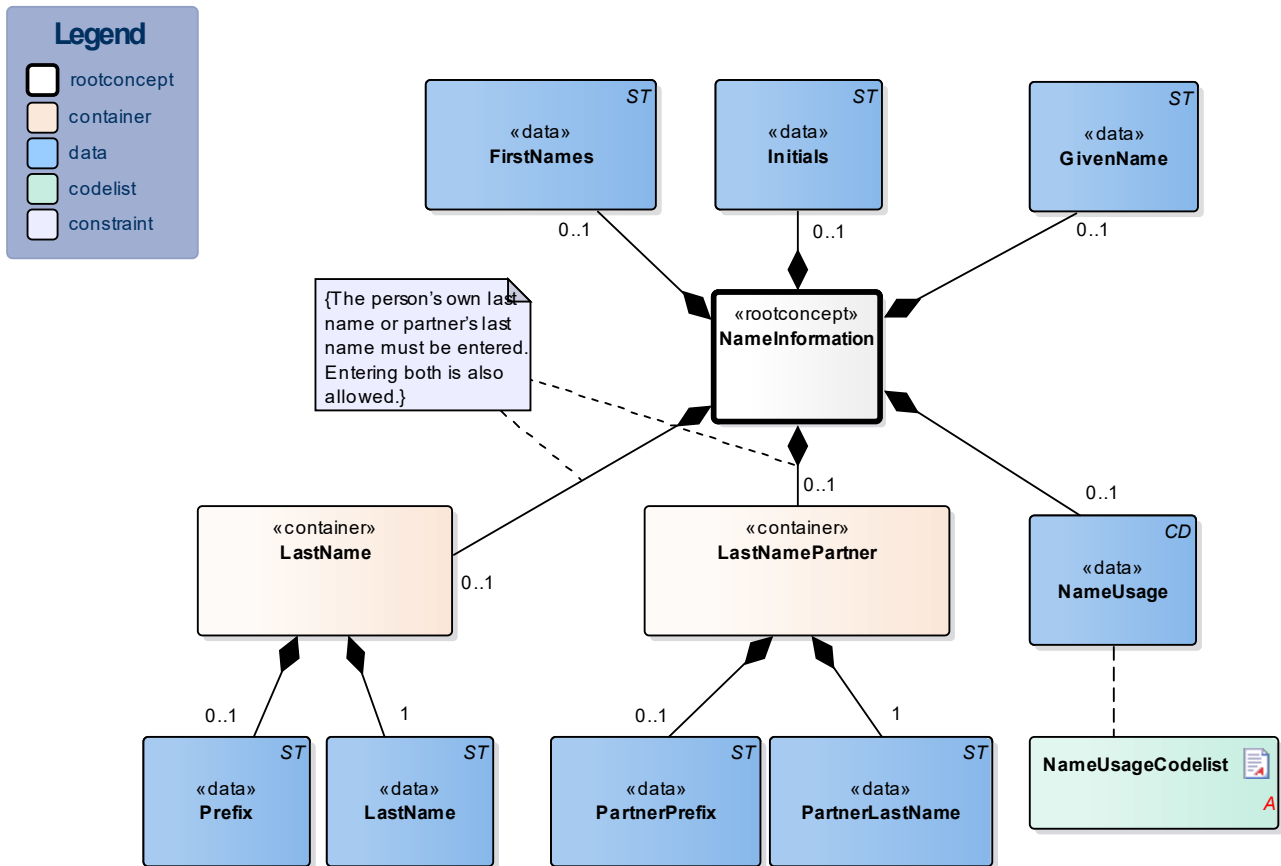 Legend
rootconcept
container
data
codelist
constraint
ST
«data»
FirstNames
ST
«data»
Initials
ST
«data»
GivenName
0..1
0..1
0..1
{The person's own last
name or partner's last
name must be entered.
Entering both is also
allowed.}
«rootconcept»
NameInformation
0..1
0..1
0..1
«container»
LastName
«container»
LastNamePartner
CD
«data»
NameUsage
0..1
1
0..1
1
ST
«data»
Prefix
ST
«data»
LastName
ST
«data»
PartnerPrefix
ST
«data»
PartnerLastName
NameUsageCodelist
A